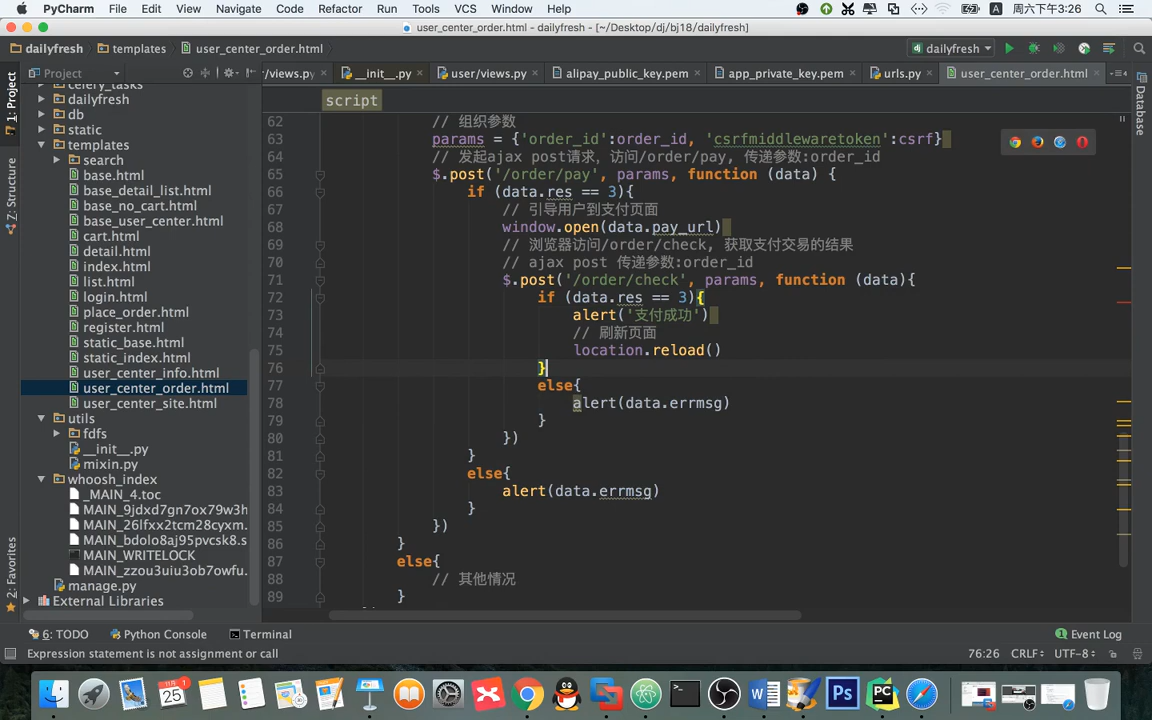 PyCharm File Edit View Navigate Code Refactor Run Tools VCS Window Help 周六下午3:26
user_center_order.html - dailyfresh - [~/Desktop/dj/bj18/dailyfresh]
dailyfresh templates user_center_order.html dailyfresh
Project /views.py __init__.py user/views.py alipay_public_key.pem app_private_key.pem urls.py user_center_order.html
script
1: Project
Z: Structure
2: Favorites
Database
celery_tasks
dailyfresh
db
static
templates
search
base.html
base_detail_list.html
base_no_cart.html
base_user_center.html
cart.html
detail.html
index.html
list.html
login.html
place_order.html
register.html
static_base.html
static_index.html
user_center_info.html
user_center_order.html
user_center_site.html
utils
fdfs
__init__.py
mixin.py
whoosh_index
_MAIN_4.toc
MAIN_9jdxd7gn7ox79w3h
MAIN_26lfxx2tcm28cyxm.
MAIN_bdolo8aj95pvcsk8.s
MAIN_WRITELOCK
MAIN_zzou3uiu3ob7owfu.
manage.py
External Libraries
62 // 组织参数
63 params = {'order_id':order_id, 'csrfmiddlewaretoken':csrf}
64 // 发起ajax post请求, 访问/order/pay, 传递参数:order_id
65 $.post('/order/pay', params, function (data) {
66 if (data.res == 3){
67 // 引导用户到支付页面
68 window.open(data.pay_url)
69 // 浏览器访问/order/check, 获取支付交易的结果
70 // ajax post 传递参数:order_id
71 $.post('/order/check', params, function (data){
72 if (data.res == 3){
73 alert('支付成功')
74 // 刷新页面
75 location.reload()
76 }
77 else{
78 alert(data.errmsg)
79 }
80 })
81 }
82 else{
83 alert(data.errmsg)
84 }
85 })
86 }
87 else{
88 // 其他情况
89 }
6: TODO Python Console Terminal 1 Event Log
Expression statement is not assignment or call 76:26 CRLF: UTF-8:
11月 25 W Ps PC